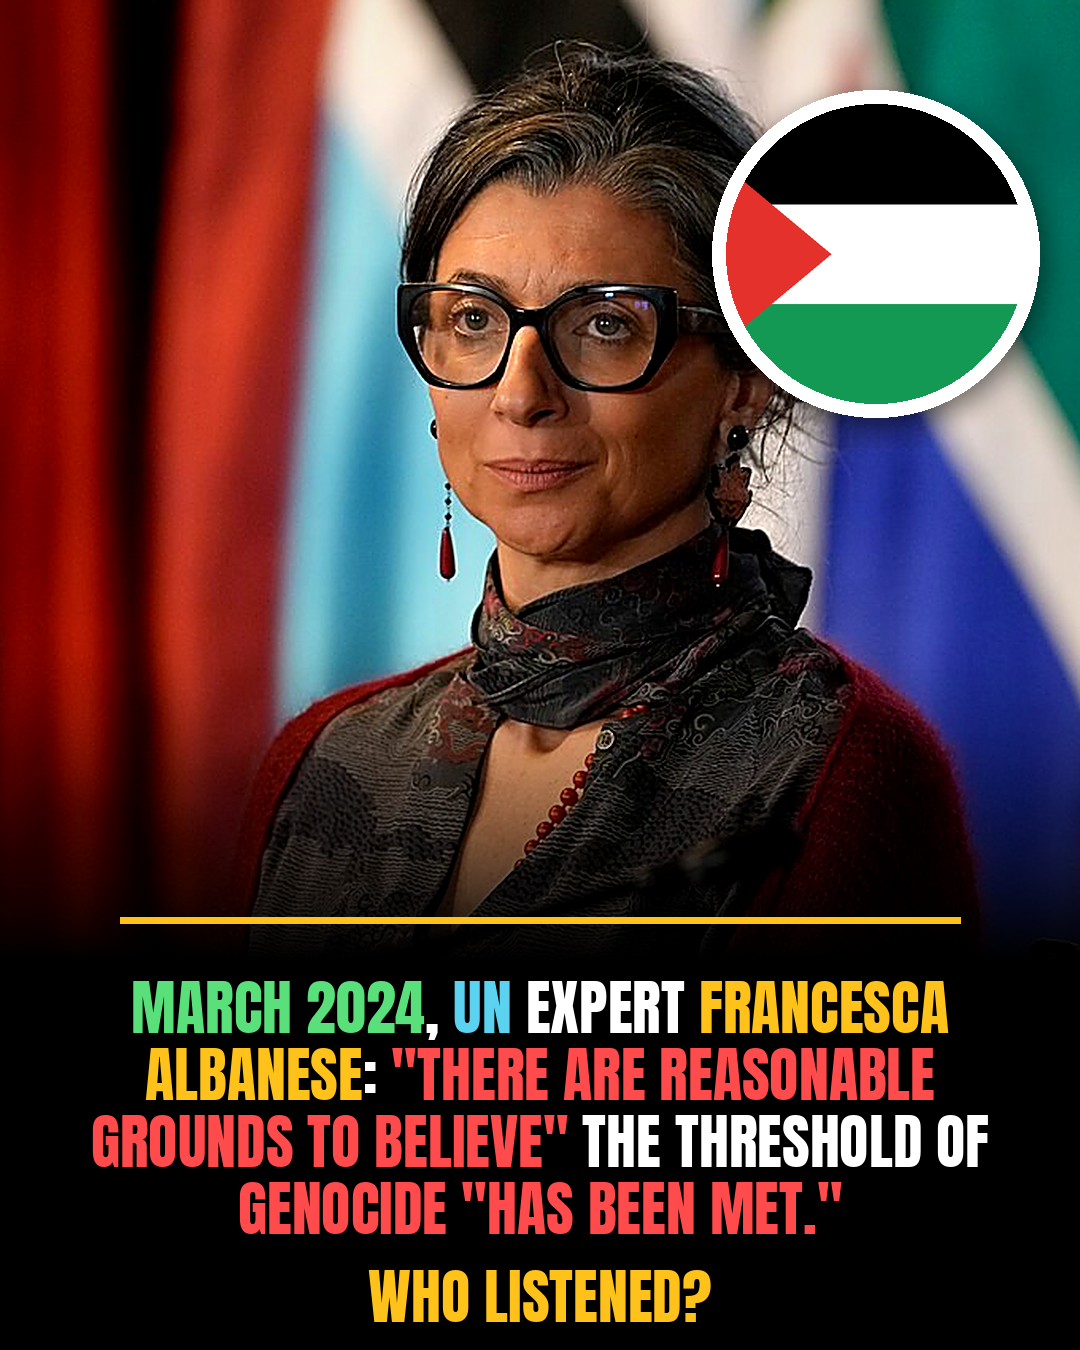 MARCH 2024, UN EXPERT FRANCESCA
ALBANESE: "THERE ARE REASONABLE
GROUNDS TO BELIEVE" THE THRESHOLD OF
GENOCIDE "HAS BEEN MET."
WHO LISTENED?